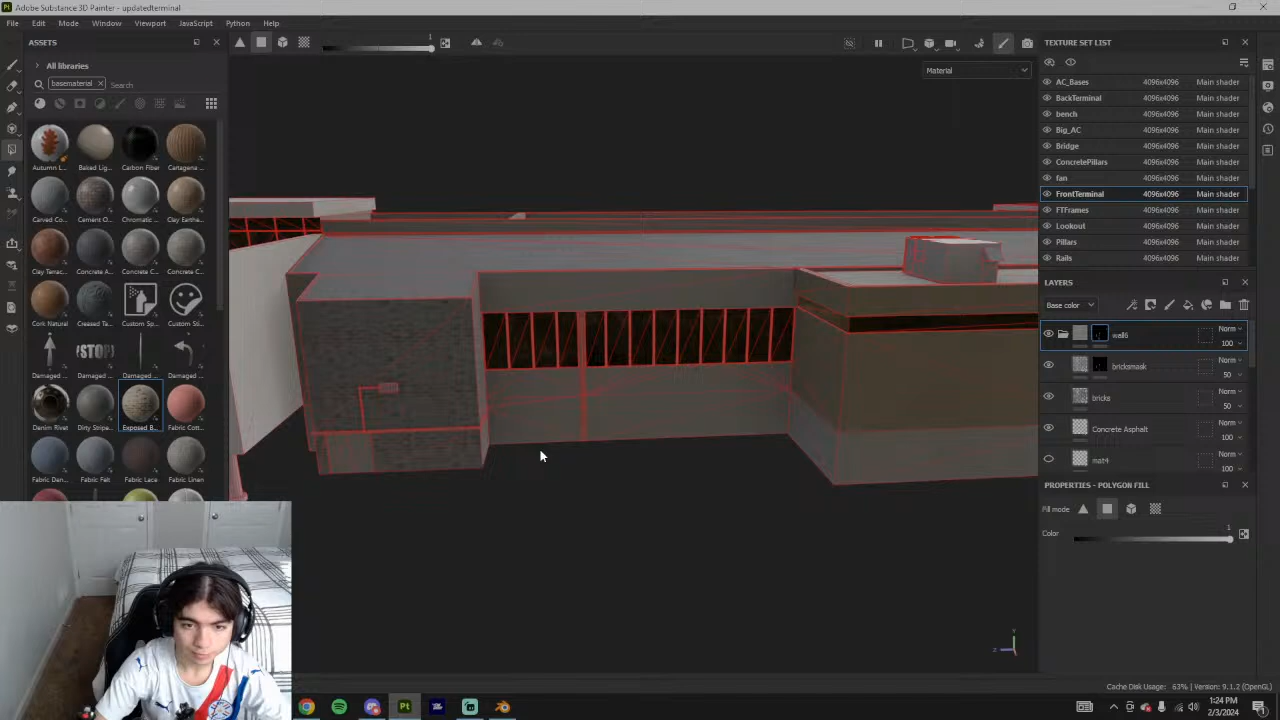 Adobe Substance 3D Painter - updatedterminal
File Edit Mode Window Viewport JavaScript Python Help
ASSETS
All libraries
basematerial Search
Autumn L... Baked Lig... Carbon Fiber Cartagena ...
Carved Co... Cement O... Chromatic ... Clay Earthe...
Clay Terrac... Concrete A... Concrete C... Concrete C...
Cork Natural Creased Te... Custom Sp... Custom Sti...
Damaged ... Damaged ... Damaged ... Damaged ...
Denim Rivet Dirty Stripe... Exposed B... Fabric Cott...
Fabric Den... Fabric Felt Fabric Lace Fabric Linen
1
Material
TEXTURE SET LIST
AC_Bases 4096x4096 Main shader
BackTerminal 4096x4096 Main shader
bench 4096x4096 Main shader
Big_AC 4096x4096 Main shader
Bridge 4096x4096 Main shader
ConcretePillars 4096x4096 Main shader
fan 4096x4096 Main shader
FrontTerminal 4096x4096 Main shader
FTFrames 4096x4096 Main shader
Lookout 4096x4096 Main shader
Pillars 4096x4096 Main shader
Rails 4096x4096 Main shader
LAYERS
Base color
wall6 Norm 100
bricksmask Norm 50
bricks Norm 50
Concrete Asphalt Norm 100
mat4 Norm 100
PROPERTIES - POLYGON FILL
Fill mode
Color 1
Y
Z
Cache Disk Usage: 63% | Version: 9.1.2 (OpenGL)
1:24 PM
2/3/2024